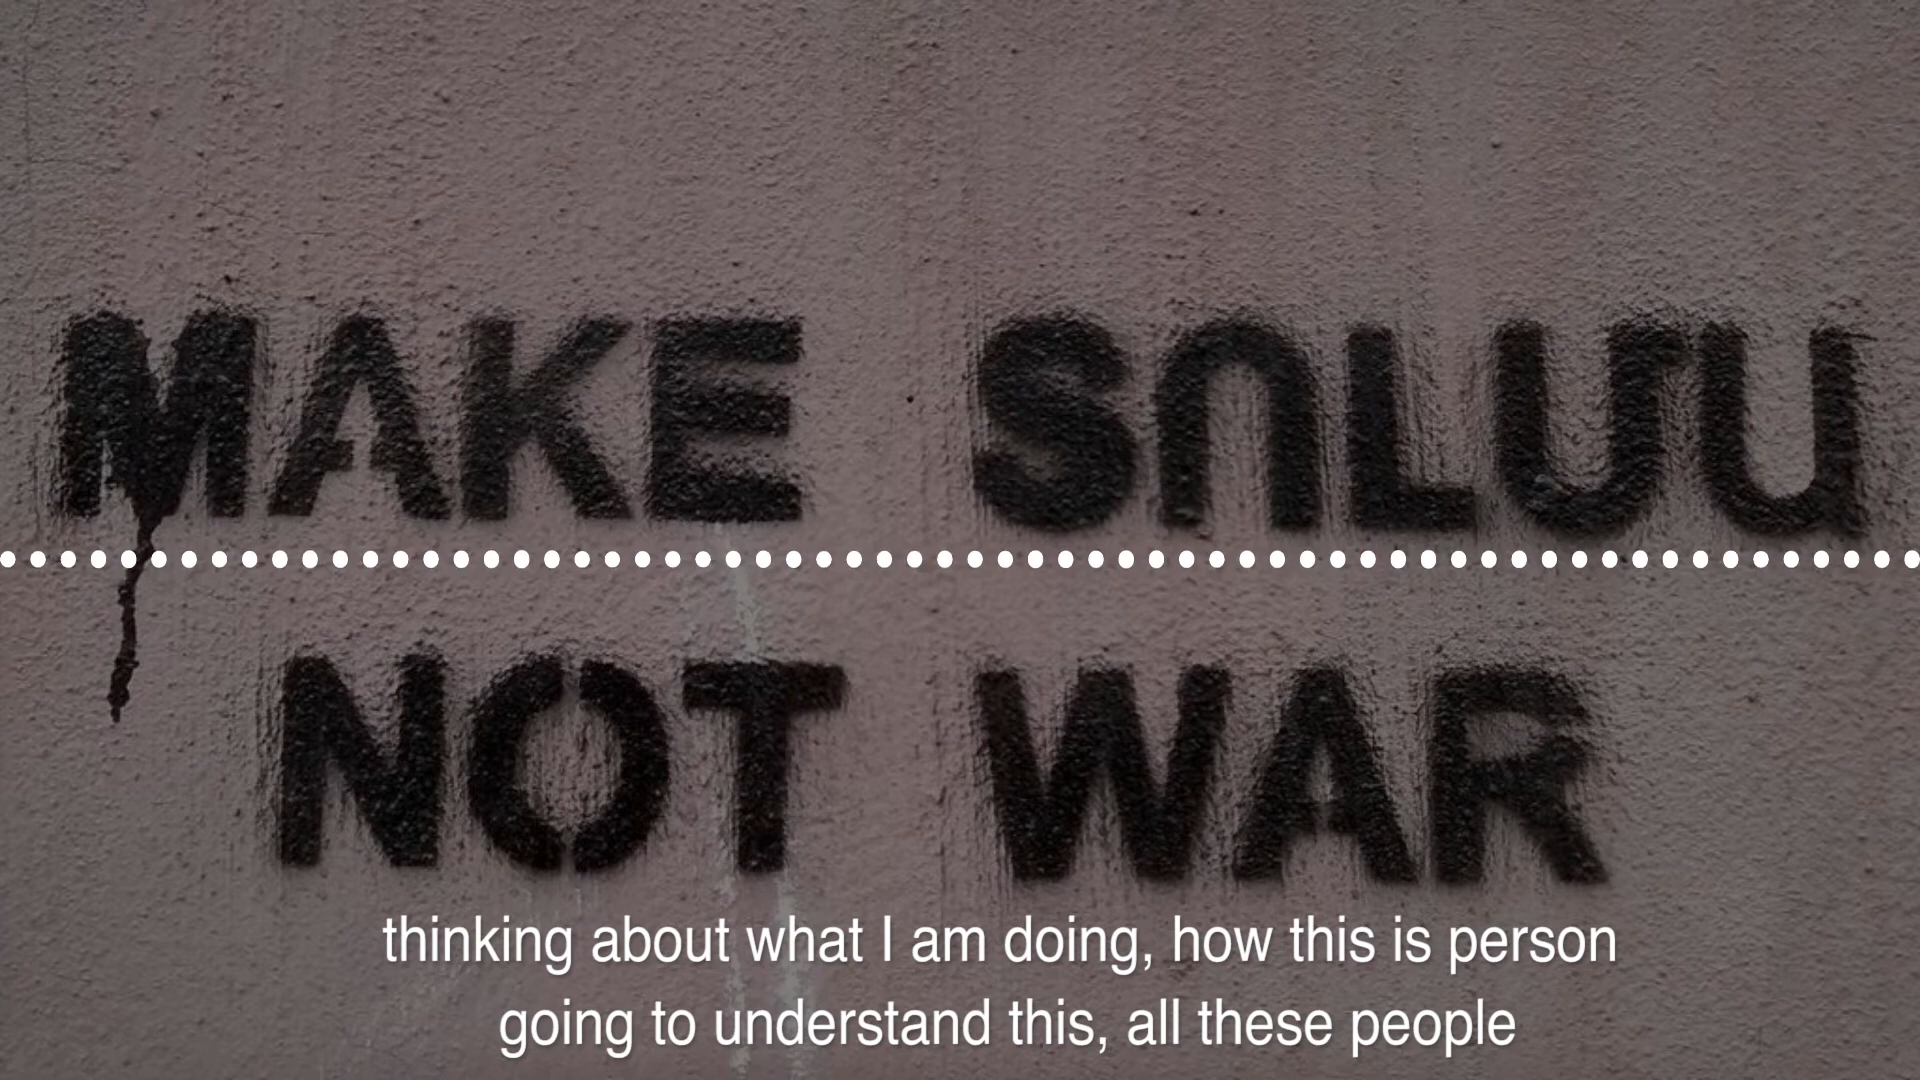 MAKE ՏՈԼՄԱ
NOT WAR
thinking about what I am doing, how this is person
going to understand this, all these people